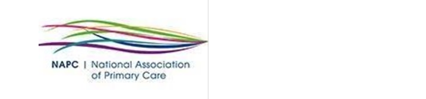 NAPC | National Association
of Primary Care